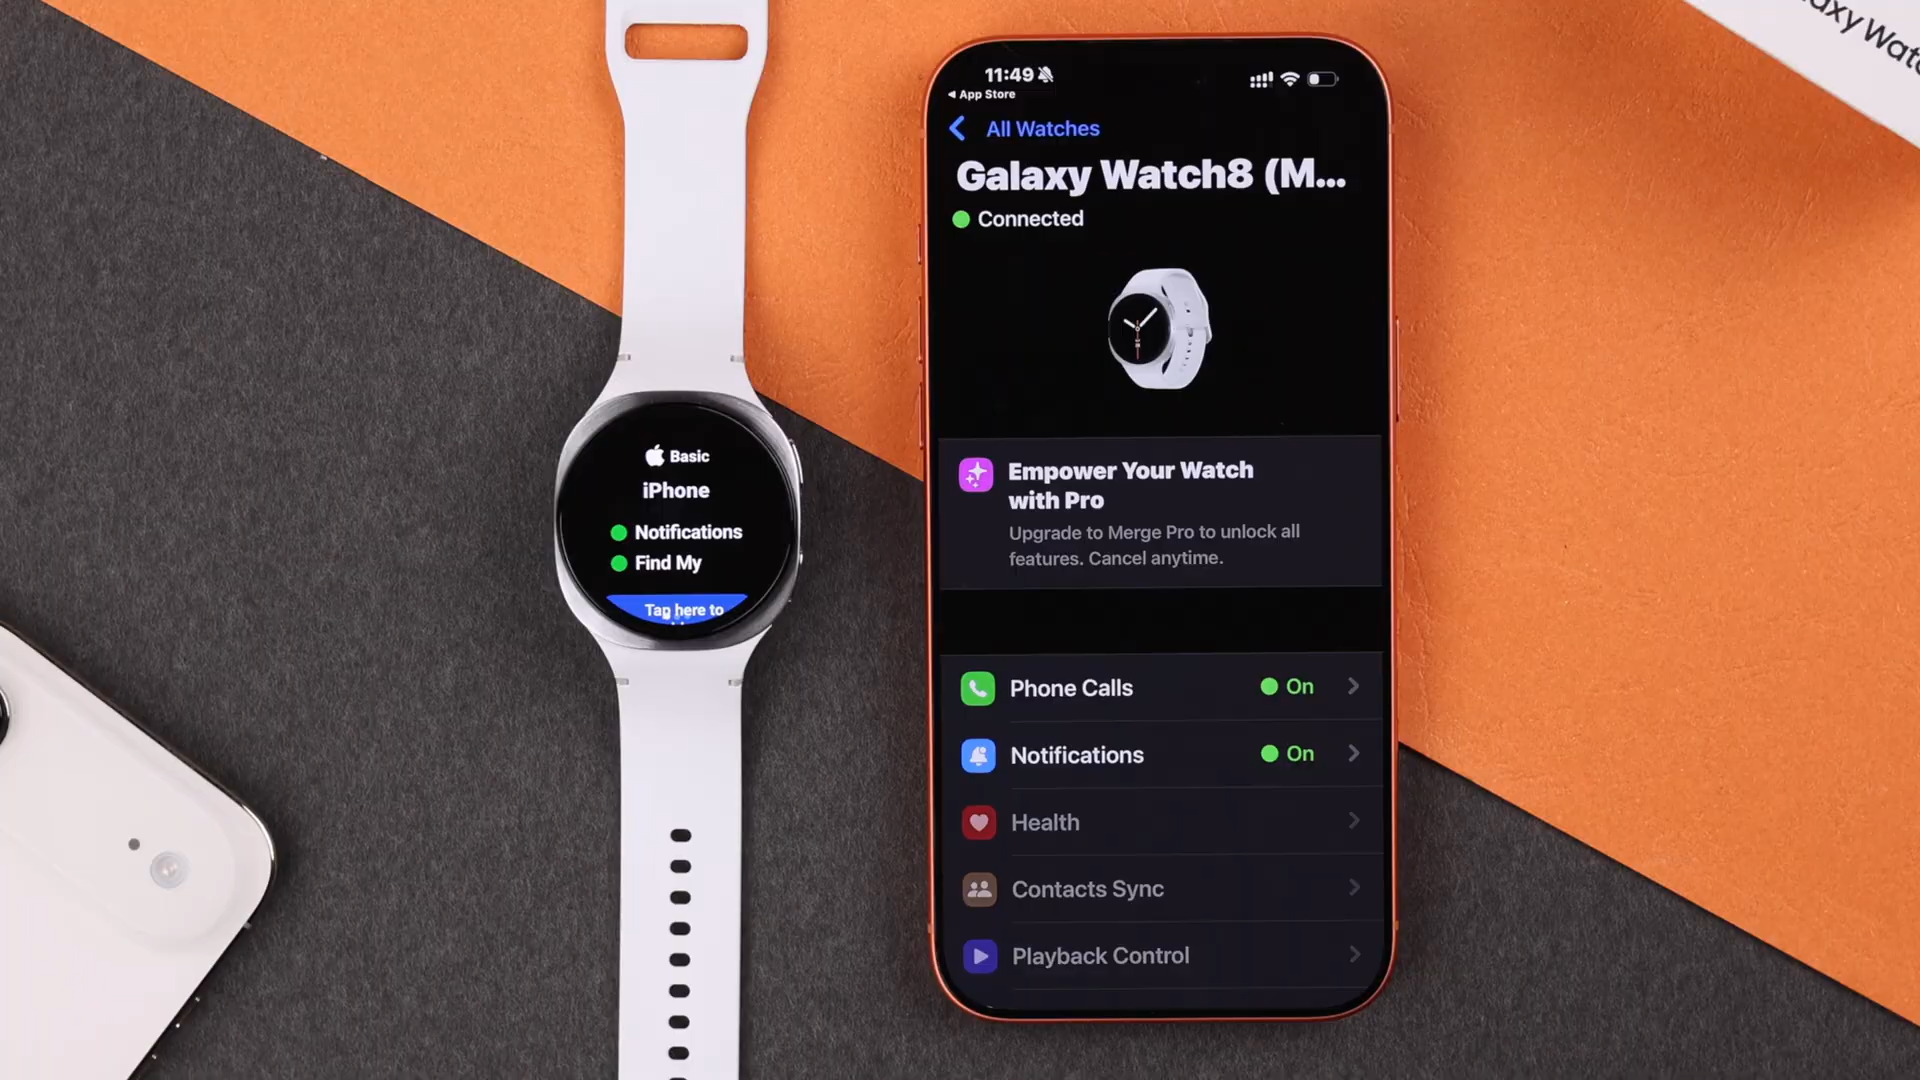 Basic
iPhone
Notifications
Find My
Tap here to
11:49
App Store
All Watches
Galaxy Watch8 (M...
Connected
Empower Your Watch
with Pro
Upgrade to Merge Pro to unlock all
features. Cancel anytime.
Phone Calls On
Notifications On
Health
Contacts Sync
Playback Control